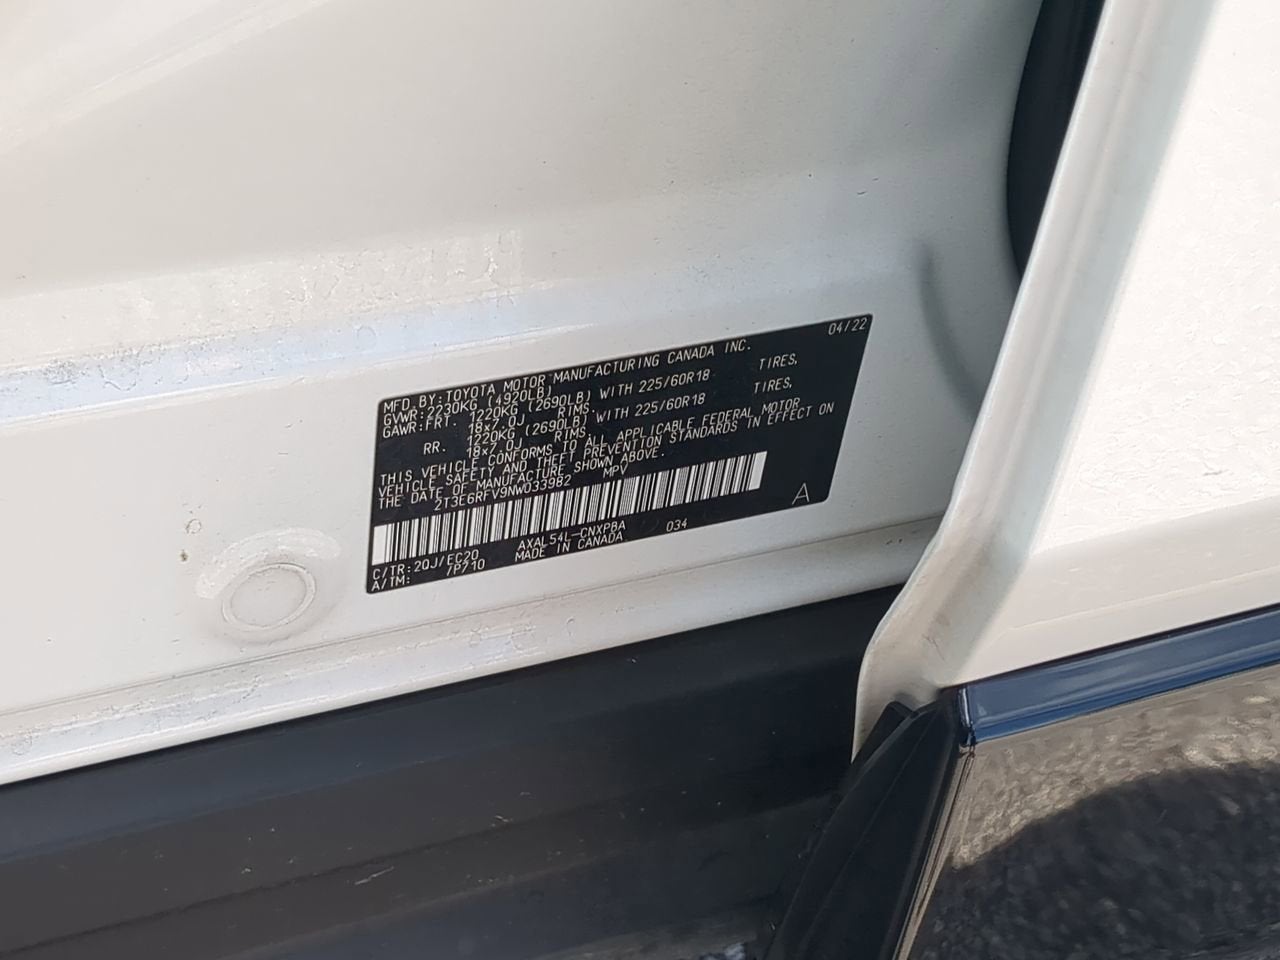 04/22
MFD.BY:TOYOTA MOTOR MANUFACTURING CANADA INC.
GVWR:2230KG (4920LB)
GAWR:FRT. 1220KG (2690LB) WITH 225/60R18 TIRES,
18x7.0J RIMS.
RR. 1220KG (2690LB) WITH 225/60R18 TIRES,
18x7.0J RIMS.
THIS VEHICLE CONFORMS TO ALL APPLICABLE FEDERAL MOTOR
VEHICLE SAFETY AND THEFT PREVENTION STANDARDS IN EFFECT ON
THE DATE OF MANUFACTURE SHOWN ABOVE.
2T3E6RFV9NW033982 MPV
A
C/TR:2QJ/EC20 AXAL54L-CNXPBA 034
A/TM: /P710 MADE IN CANADA